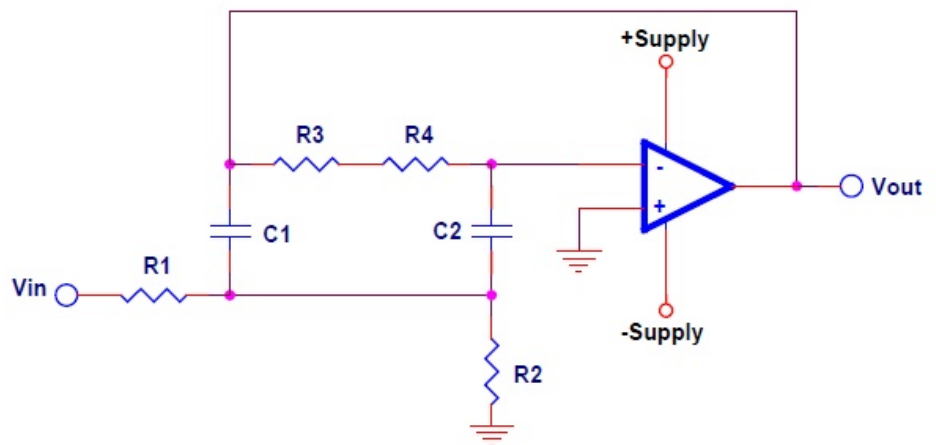 +Supply
R3
R4
-
+
Vout
C1
C2
R1
Vin
-Supply
R2